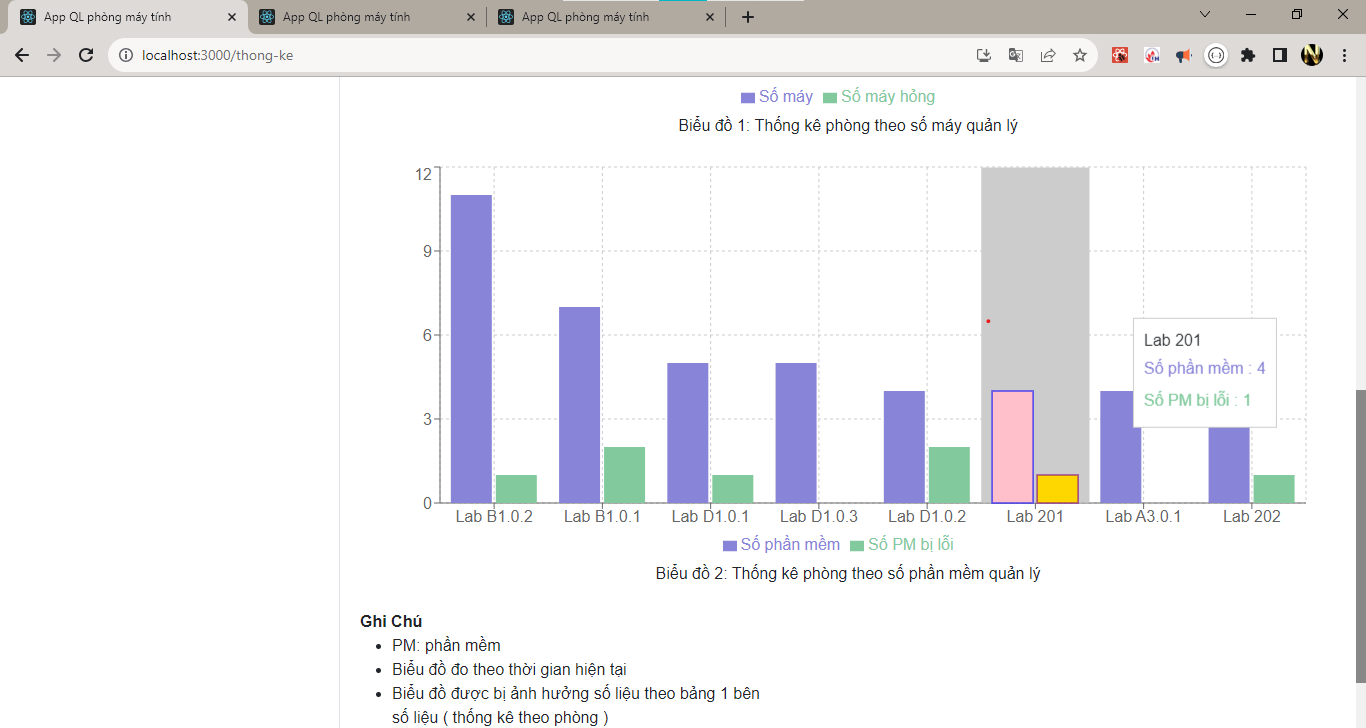 App QL phòng máy tính
App QL phòng máy tính
App QL phòng máy tính
localhost:3000/thong-ke
Số máy Số máy hỏng
Biểu đồ 1: Thống kê phòng theo số máy quản lý
12
9
6
3
0
Lab 201
Số phần mềm : 4
Số PM bị lỗi : 1
Lab B1.0.2 Lab B1.0.1 Lab D1.0.1 Lab D1.0.3 Lab D1.0.2 Lab 201 Lab A3.0.1 Lab 202
Số phần mềm Số PM bị lỗi
Biểu đồ 2: Thống kê phòng theo số phần mềm quản lý
Ghi Chú
• PM: phần mềm
• Biểu đồ đo theo thời gian hiện tại
• Biểu đồ được bị ảnh hưởng số liệu theo bảng 1 bên
số liệu ( thống kê theo phòng )